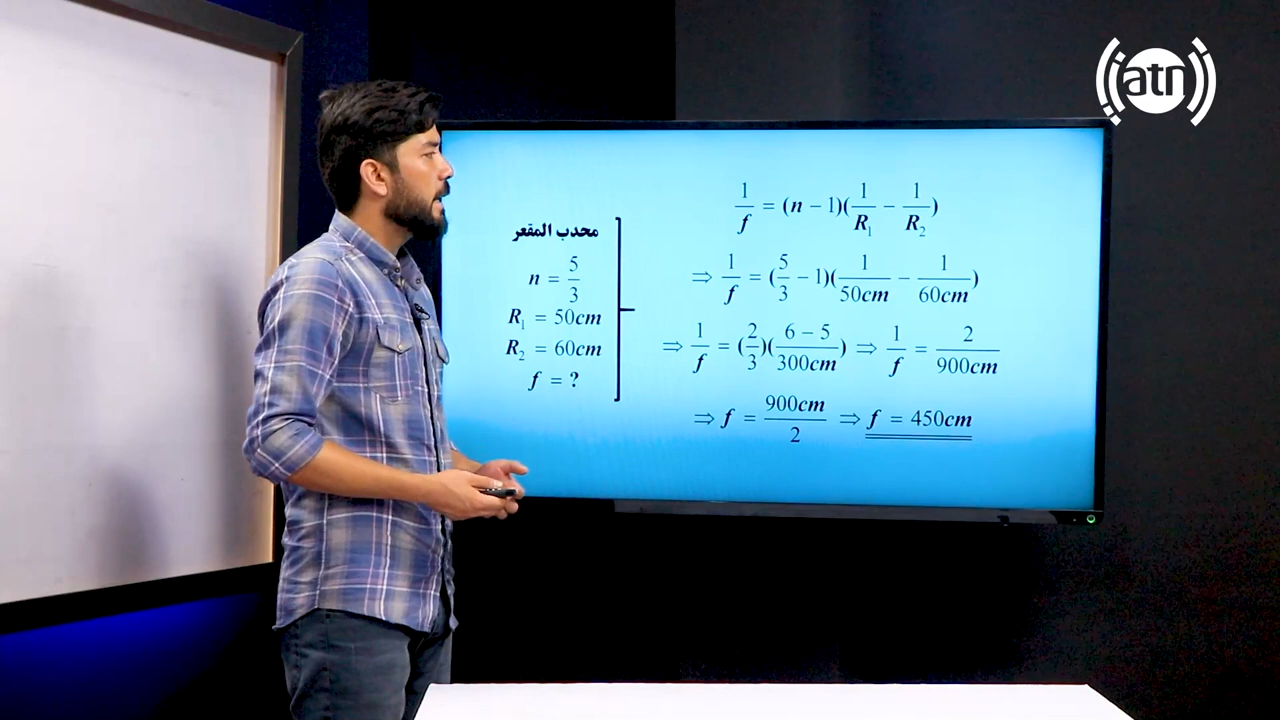 atn
محدب المقعر
n = 5/3
R₁ = 50cm
R₂ = 60cm
f = ?
1/f = (n − 1)(1/R₁ − 1/R₂)
⇒ 1/f = (5/3 − 1)(1/50cm − 1/60cm)
⇒ 1/f = (2/3)(6 − 5/300cm) ⇒ 1/f = 2/900cm
⇒ f = 900cm/2 ⇒ f = 450cm